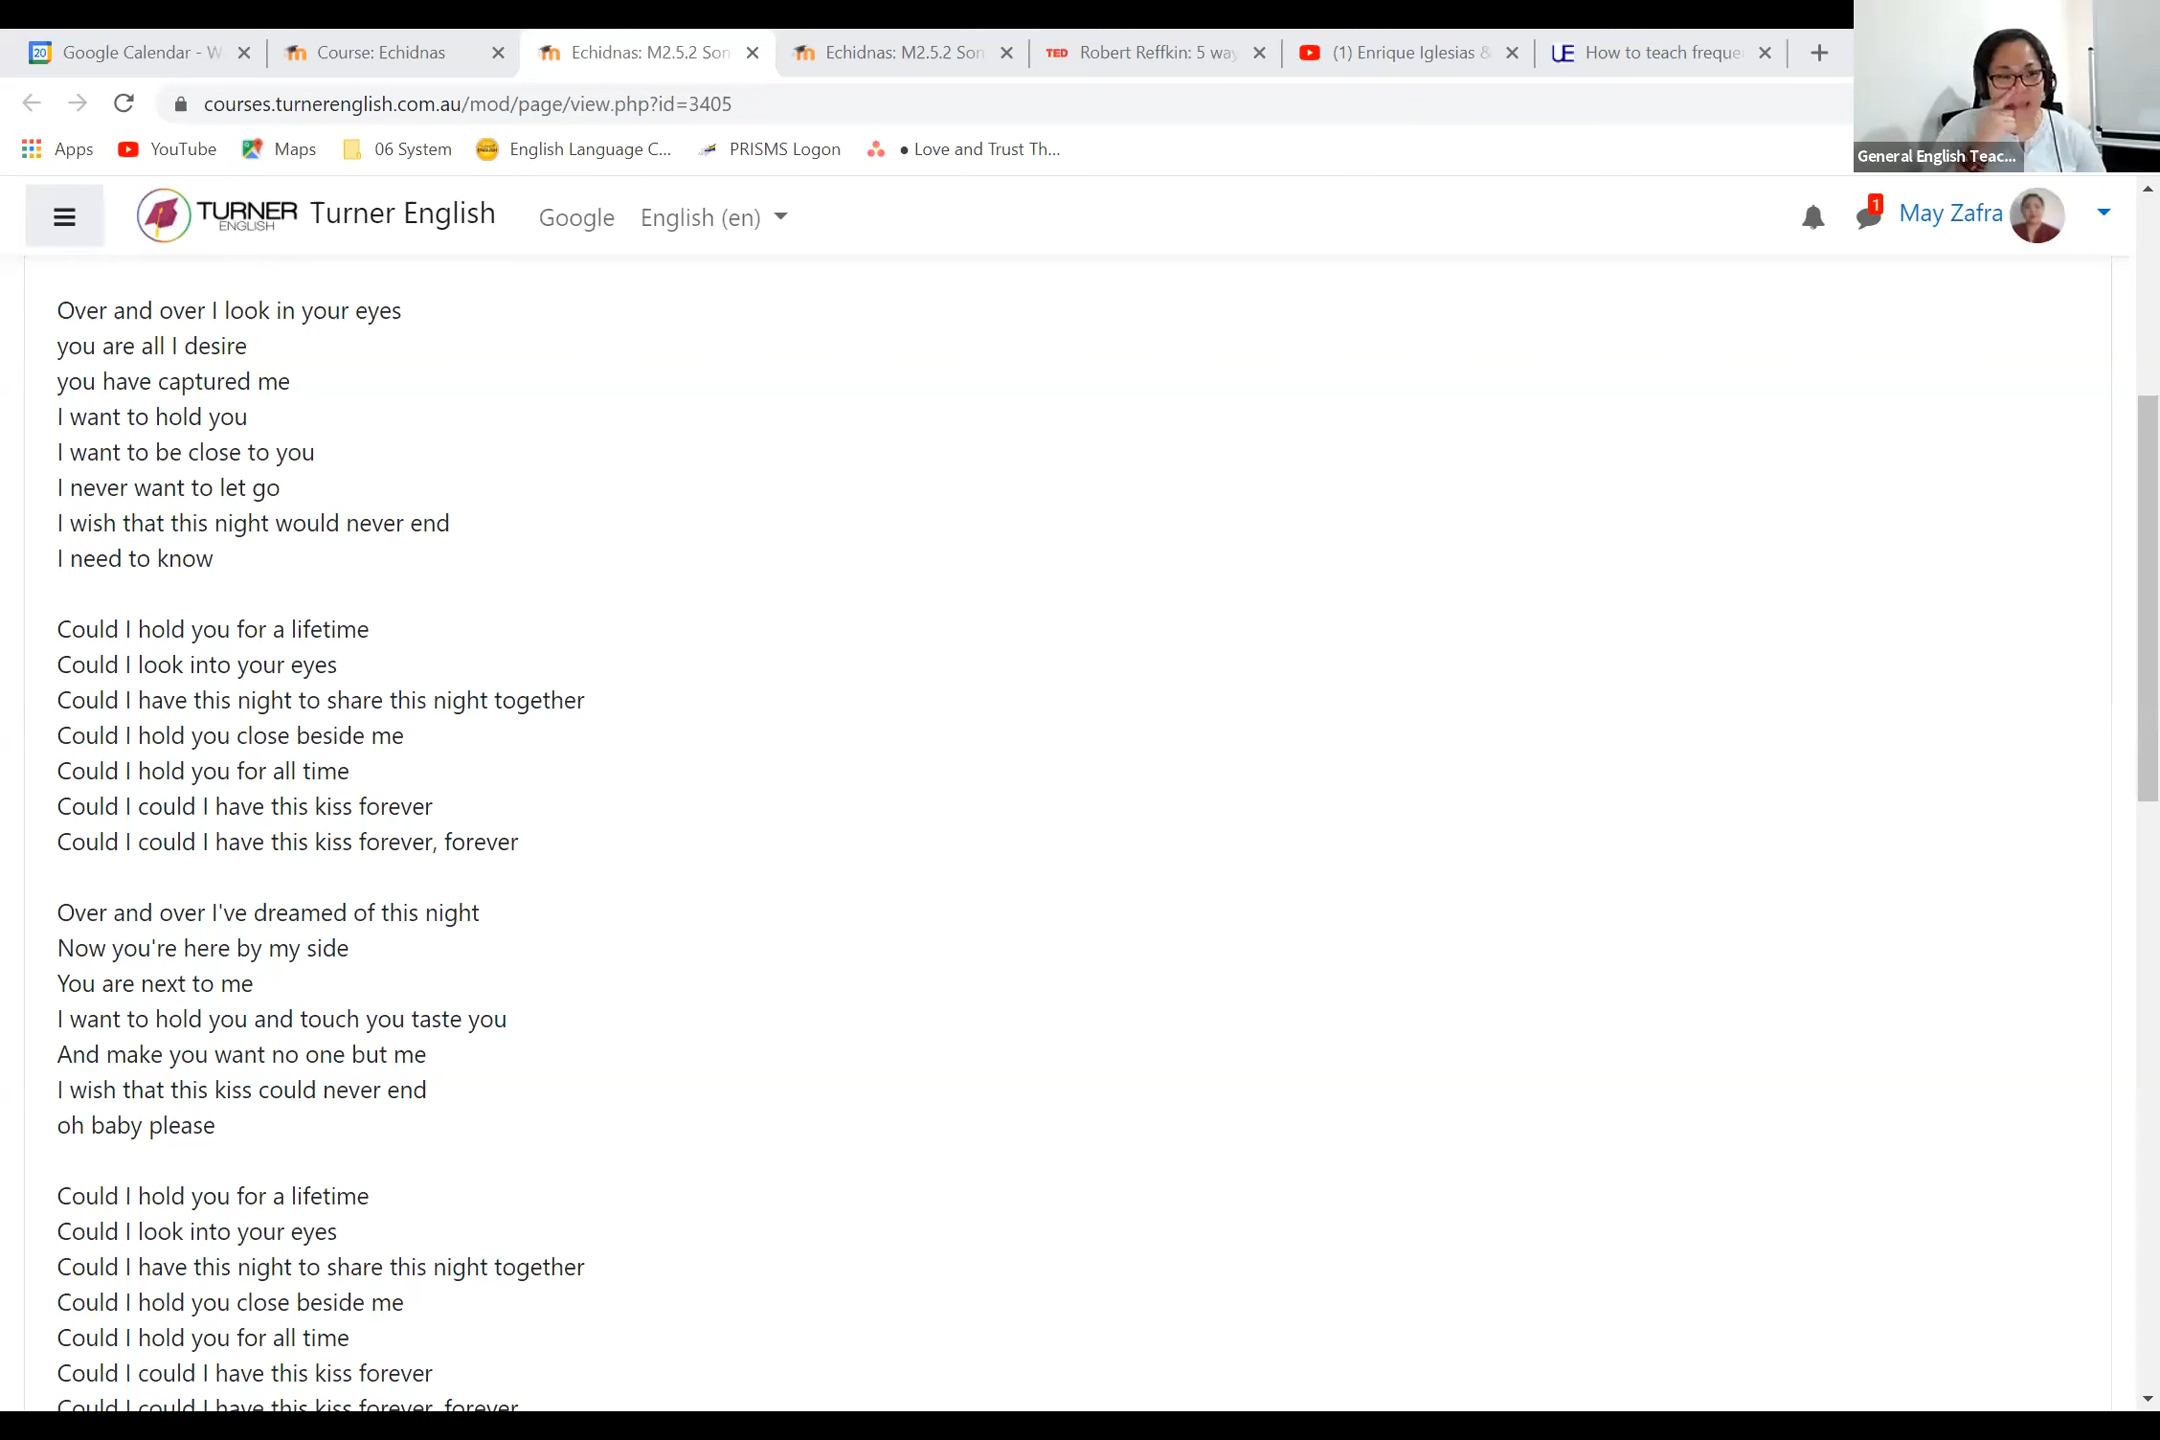 Google Calendar - W
Course: Echidnas
Echidnas: M2.5.2 Son
Echidnas: M2.5.2 Son
TED Robert Reffkin: 5 way
(1) Enrique Iglesias &
UE How to teach freque
courses.turnerenglish.com.au/mod/page/view.php?id=3405
Apps YouTube Maps 06 System English Language C... PRISMS Logon ● Love and Trust Th...
General English Teac...
TURNER ENGLISH Turner English Google English (en) 1 May Zafra
Over and over I look in your eyes
you are all I desire
you have captured me
I want to hold you
I want to be close to you
I never want to let go
I wish that this night would never end
I need to know
Could I hold you for a lifetime
Could I look into your eyes
Could I have this night to share this night together
Could I hold you close beside me
Could I hold you for all time
Could I could I have this kiss forever
Could I could I have this kiss forever, forever
Over and over I've dreamed of this night
Now you're here by my side
You are next to me
I want to hold you and touch you taste you
And make you want no one but me
I wish that this kiss could never end
oh baby please
Could I hold you for a lifetime
Could I look into your eyes
Could I have this night to share this night together
Could I hold you close beside me
Could I hold you for all time
Could I could I have this kiss forever
Could I could I have this kiss forever, forever